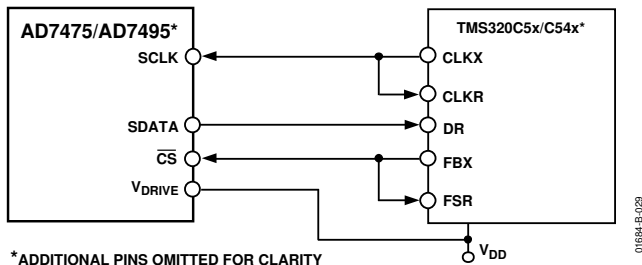 AD7475/AD7495*
SCLK
SDATA
CS
VDRIVE
TMS320C5x/C54x*
CLKX
CLKR
DR
FBX
FSR
VDD
*ADDITIONAL PINS OMITTED FOR CLARITY
01684-B-029